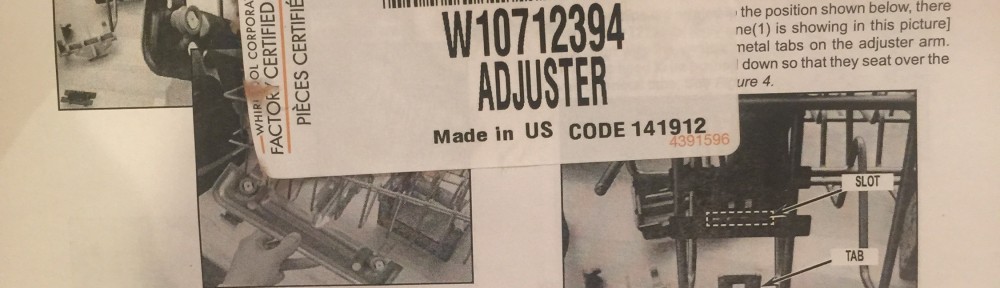 WHIRLPOOL CORPORA
FACTORY CERTIFIED
PIÈCES CERTIFIÉ
W10712394
ADJUSTER
Made in US CODE 141912
4391596
the position shown below, there
ne(1) is showing in this picture]
metal tabs on the adjuster arm.
down so that they seat over the
ure 4.
SLOT
TAB